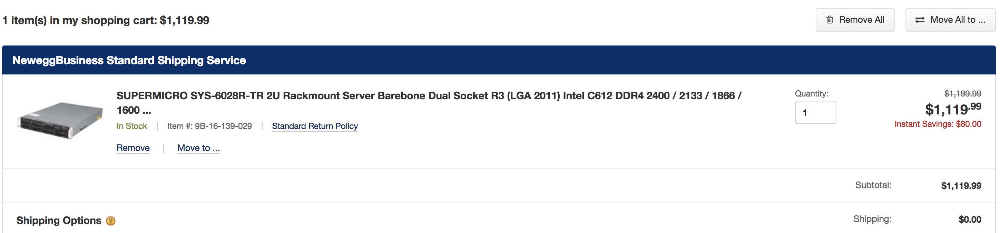 1 item(s) in my shopping cart: $1,119.99
Remove All
Move All to ...
NeweggBusiness Standard Shipping Service
SUPERMICRO SYS-6028R-TR 2U Rackmount Server Barebone Dual Socket R3 (LGA 2011) Intel C612 DDR4 2400 / 2133 / 1866 /
1600 ...
In Stock | Item #: 9B-16-139-029 | Standard Return Policy
Remove | Move to ...
Quantity:
1
$1,199.99
$1,119.99
Instant Savings: $80.00
Subtotal: $1,119.99
Shipping Options ?
Shipping: $0.00